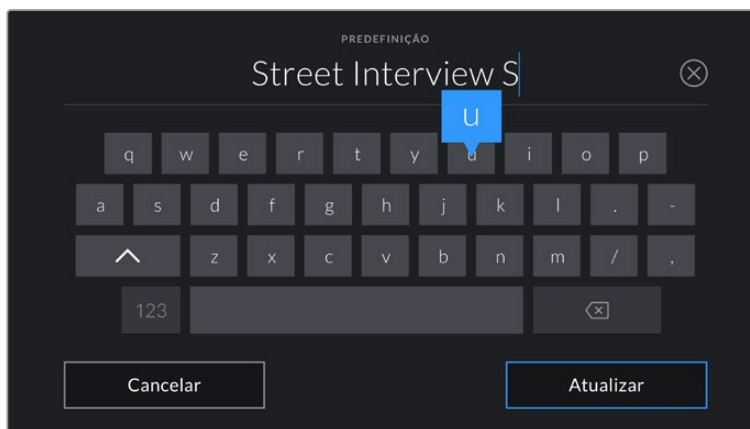 PREDEFINIÇÃO
Street Interview S
u
q w e r t y u i o p
a s d f g h j k l . -
z x c v b n m / ,
123
Cancelar Atualizar